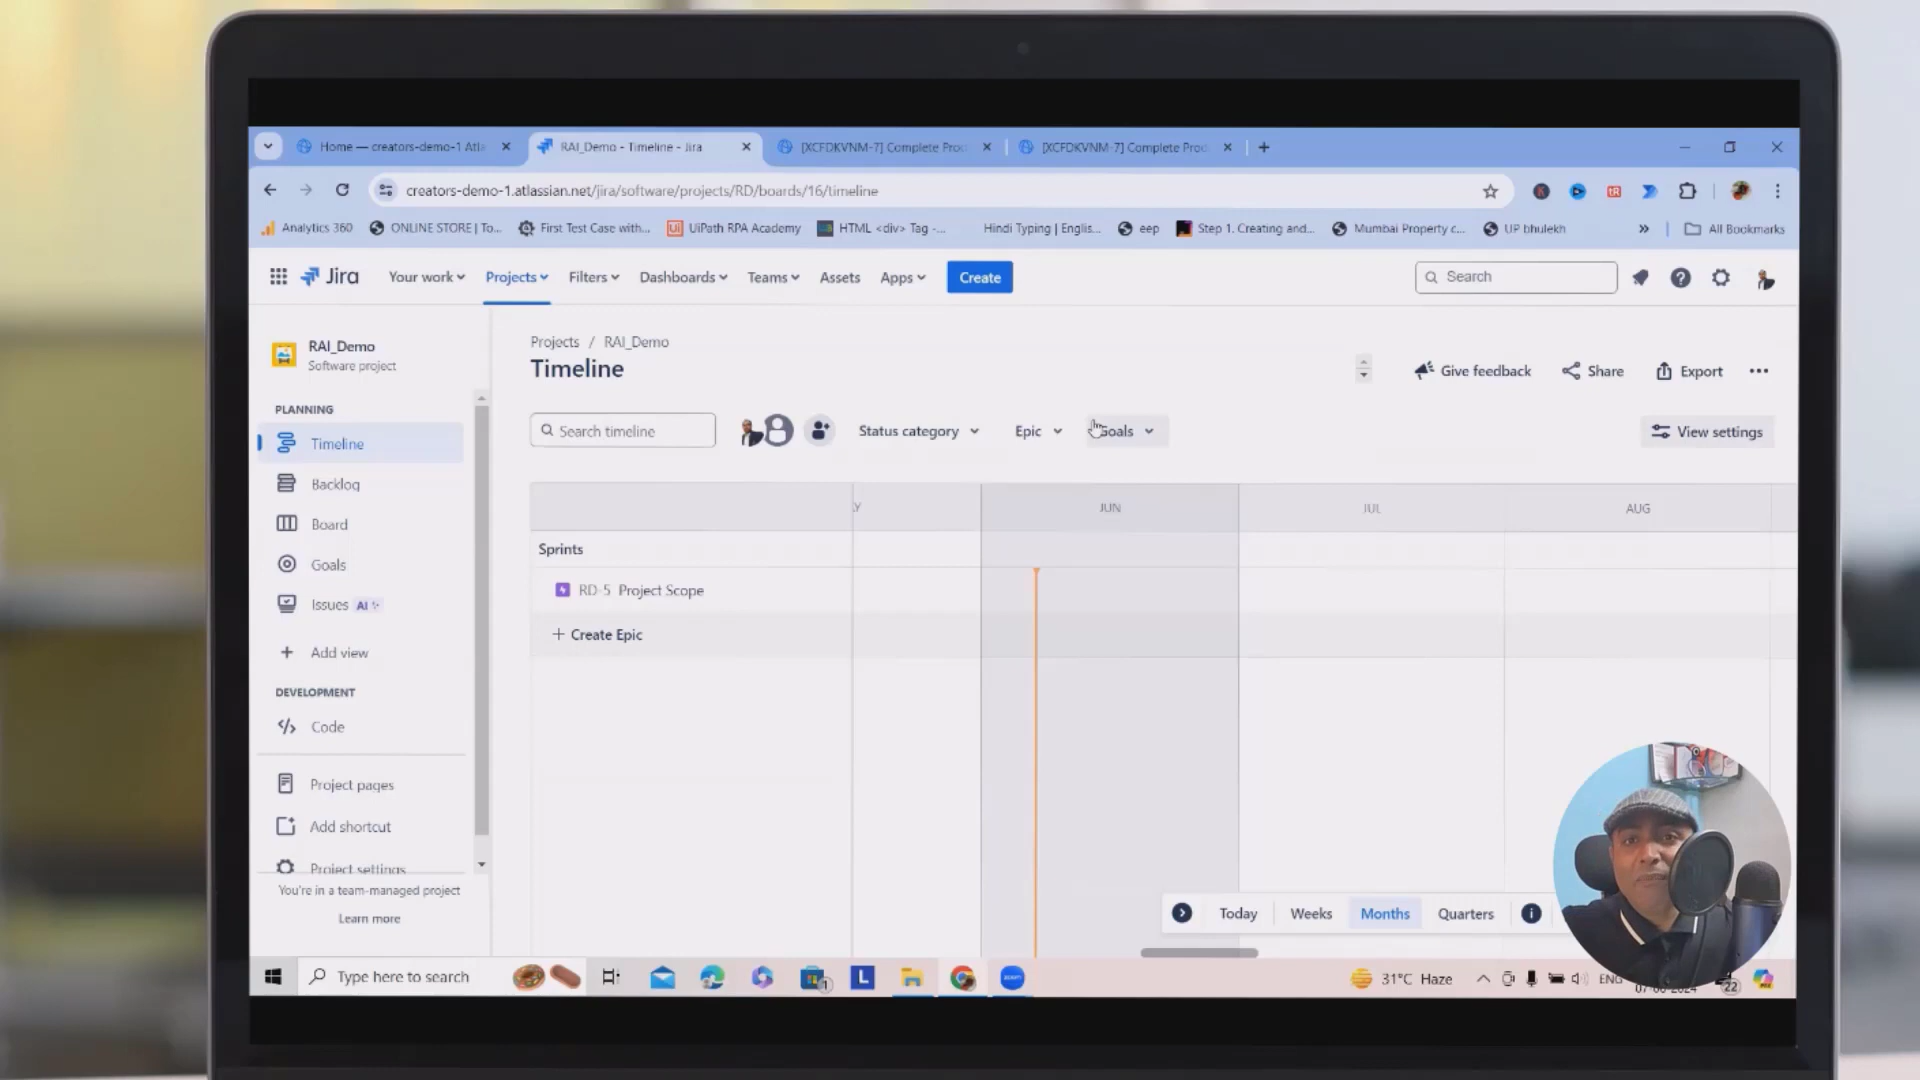 Home — creators-demo-1 Atla
RAI_Demo - Timeline - Jira
[XCFDKVNM-7] Complete Prod
[XCFDKVNM-7] Complete Prod
creators-demo-1.atlassian.net/jira/software/projects/RD/boards/16/timeline
Analytics 360
ONLINE STORE | To...
First Test Case with...
UiPath RPA Academy
HTML <div> Tag -...
Hindi Typing | Englis...
eep
Step 1. Creating and...
Mumbai Property c...
UP bhulekh
All Bookmarks
Jira
Your work
Projects
Filters
Dashboards
Teams
Assets
Apps
Create
Search
RAI_Demo
Software project
Projects / RAI_Demo
Timeline
Give feedback
Share
Export
PLANNING
Timeline
Backlog
Board
Goals
Issues AI
Add view
DEVELOPMENT
Code
Project pages
Add shortcut
Project settings
You're in a team-managed project
Learn more
Search timeline
Status category
Epic
Goals
View settings
Y
JUN
JUL
AUG
Sprints
RD-5 Project Scope
+ Create Epic
Today
Weeks
Months
Quarters
Type here to search
31°C Haze
ENG
22